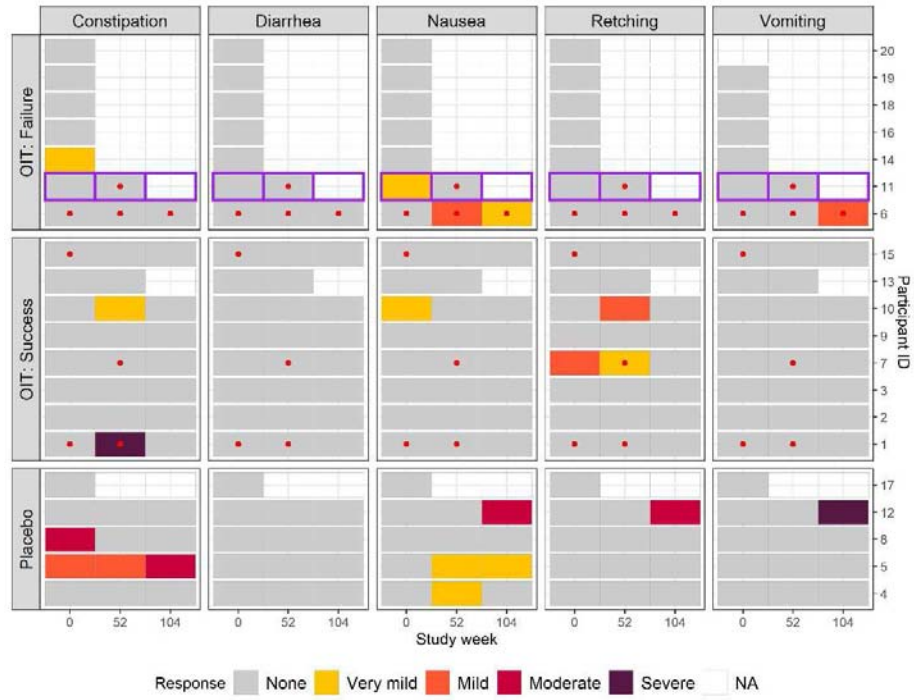 Constipation Diarrhea Nausea Retching Vomiting
OIT: Failure
20
19
18
16
14
11
6
OIT: Success
15
13
10
9
7
3
2
1
Participant ID
Placebo
17
12
8
5
4
0 52 104 0 52 104 0 52 104 0 52 104 0 52 104
Study week
Response None Very mild Mild Moderate Severe NA